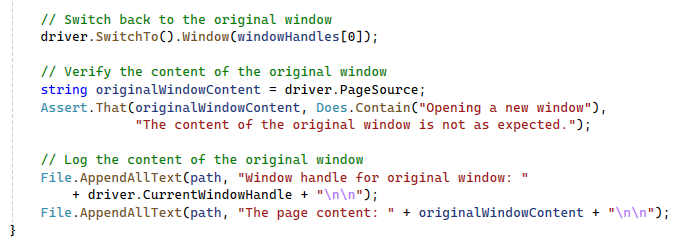 // Switch back to the original window
driver.SwitchTo().Window(windowHandles[0]);
// Verify the content of the original window
string originalWindowContent = driver.PageSource;
Assert.That(originalWindowContent, Does.Contain("Opening a new window"),
"The content of the original window is not as expected.");
// Log the content of the original window
File.AppendAllText(path, "Window handle for original window: "
+ driver.CurrentWindowHandle + "\n\n");
File.AppendAllText(path, "The page content: " + originalWindowContent + "\n\n");
}